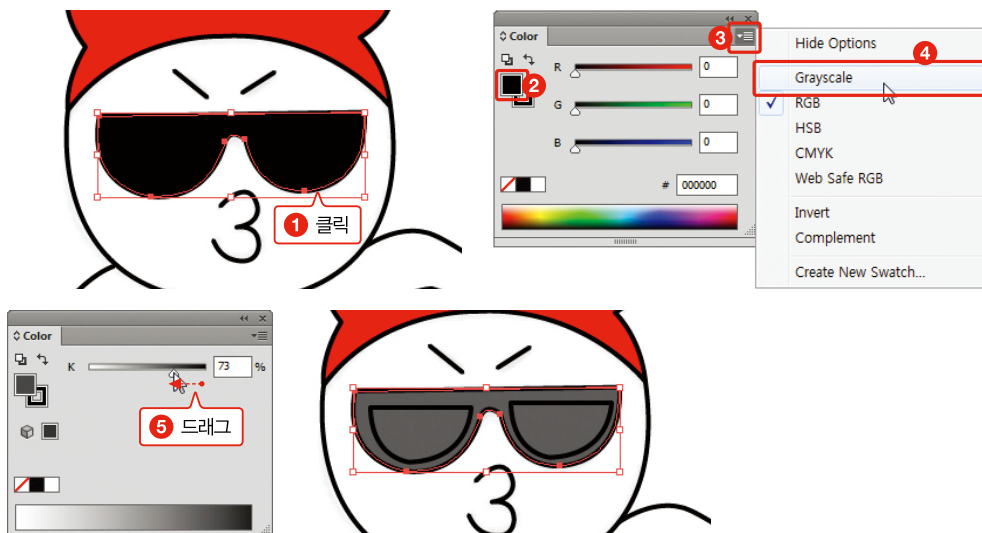 1 클릭
Color
R 0
G 0
B 0
# 000000
2
3
4
Hide Options
Grayscale
✓ RGB
HSB
CMYK
Web Safe RGB
Invert
Complement
Create New Swatch...
Color
K 73 %
5 드래그